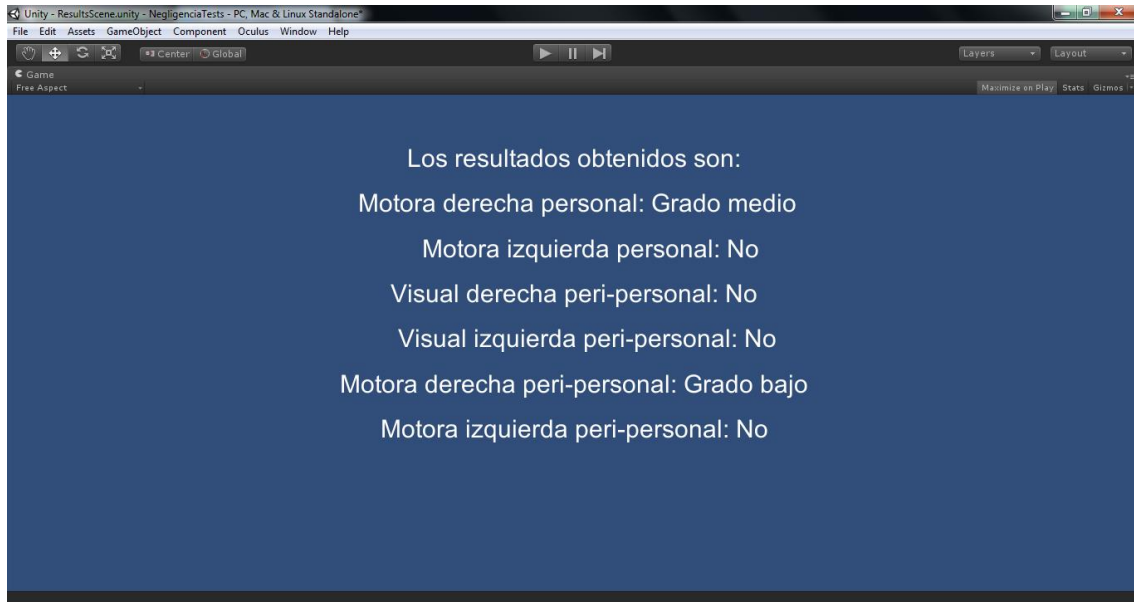 Unity - ResultsScene.unity - NegligenciaTests - PC, Mac & Linux Standalone*
File Edit Assets GameObject Component Oculus Window Help
Center Global Layers Layout
Game
Free Aspect Maximize on Play Stats Gizmos
Los resultados obtenidos son:
Motora derecha personal: Grado medio
Motora izquierda personal: No
Visual derecha peri-personal: No
Visual izquierda peri-personal: No
Motora derecha peri-personal: Grado bajo
Motora izquierda peri-personal: No